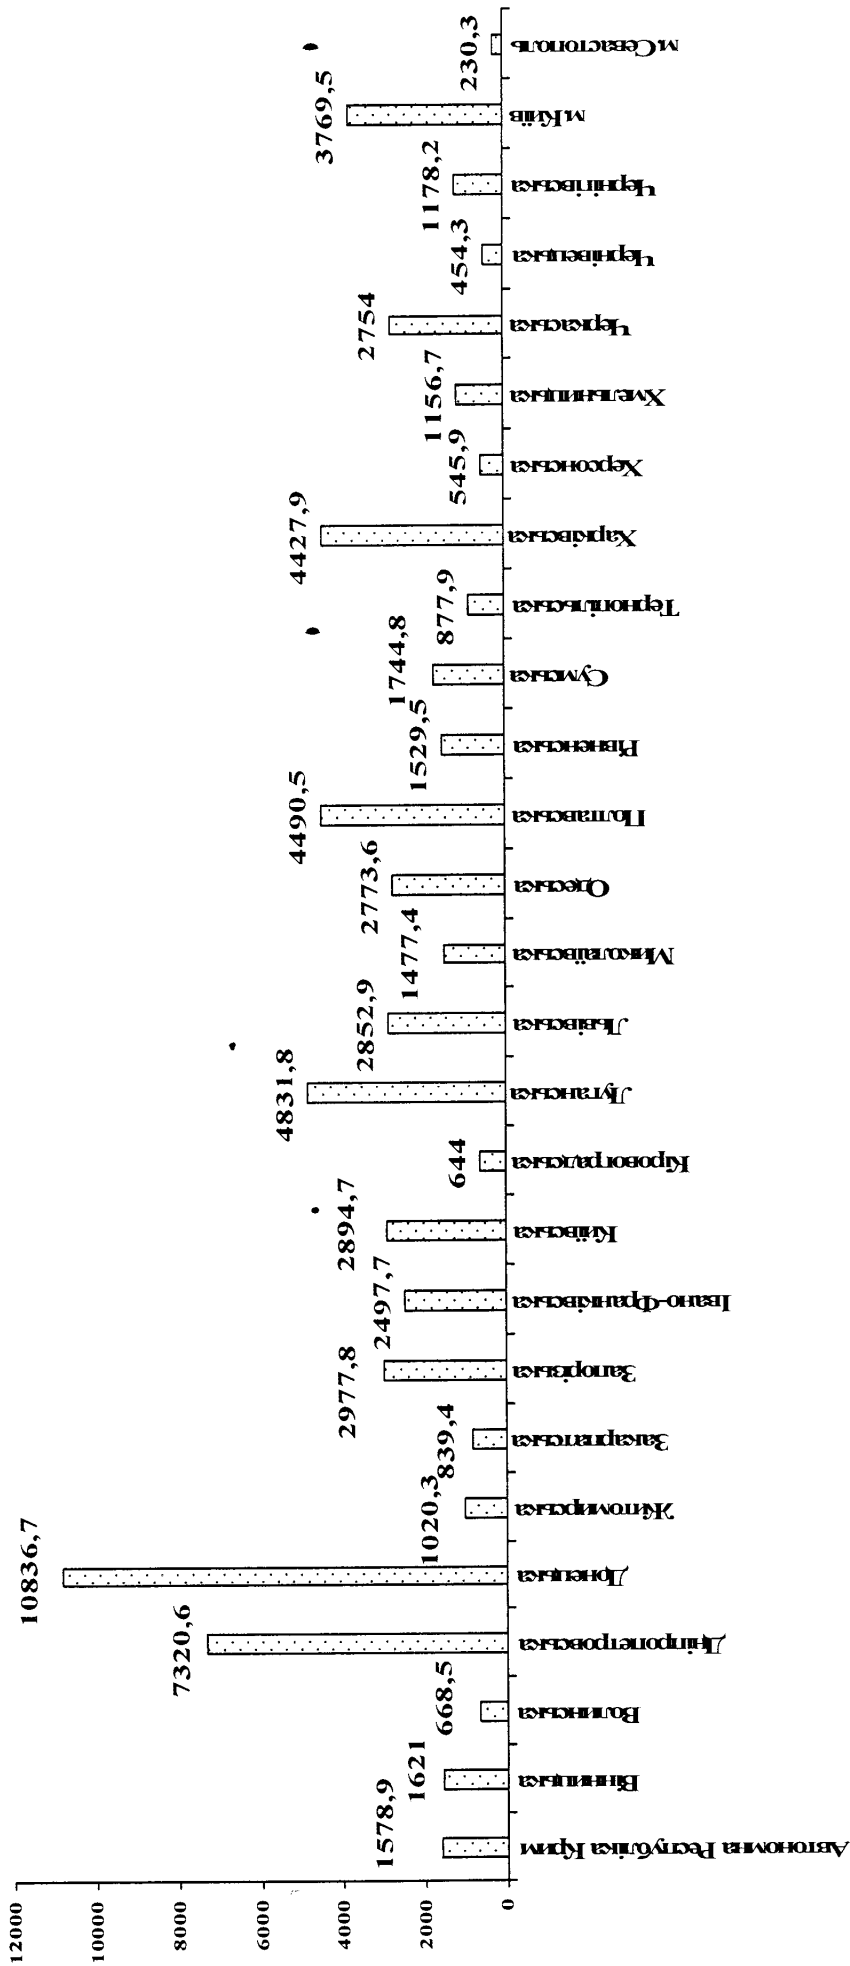 12000
10000
8000
6000
4000
2000
0
1578,9
1621
668,5
7320,6
10836,7
1020,3
839,4
2977,8
2497,7
2894,7
644
4831,8
2852,9
1477,4
2773,6
4490,5
1529,5
1744,8
877,9
4427,9
545,9
1156,7
2754
454,3
1178,2
3769,5
230,3
Автономна Республіка Крим
Вінницька
Волинська
Дніпропетровська
Донецька
Житомирська
Закарпатська
Запорізька
Івано-Франківська
Київська
Кіровоградська
Луганська
Львівська
Миколаївська
Одеська
Полтавська
Рівненська
Сумська
Тернопільська
Харківська
Херсонська
Хмельницька
Черкаська
Чернівецька
Чернігівська
м.Київ
м.Севастополь